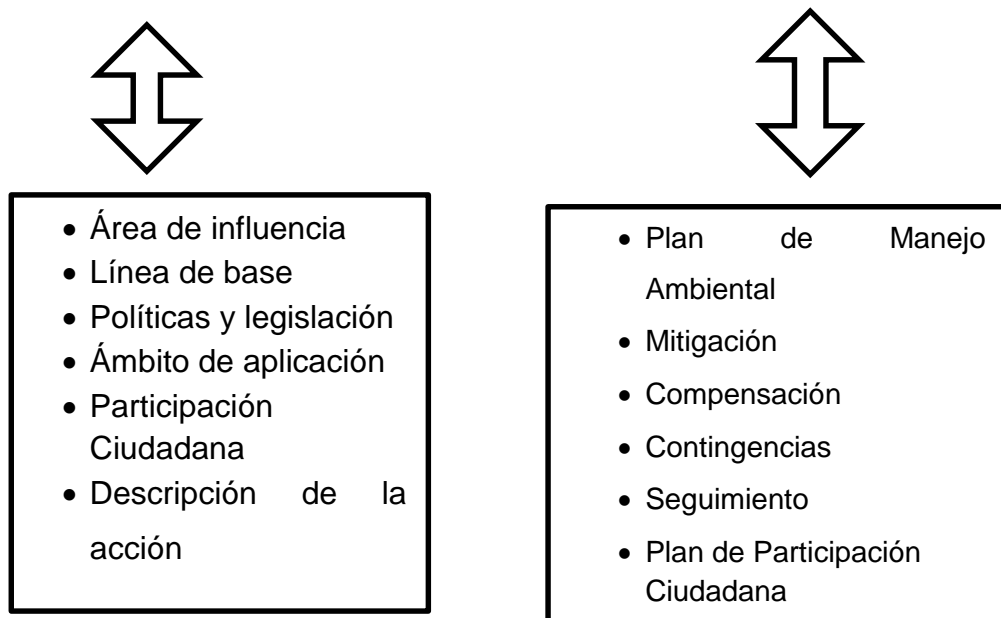 • Área de influencia
• Línea de base
• Políticas y legislación
• Ámbito de aplicación
• Participación
Ciudadana
• Descripción de la
acción
• Plan de Manejo
Ambiental
• Mitigación
• Compensación
• Contingencias
• Seguimiento
• Plan de Participación
Ciudadana